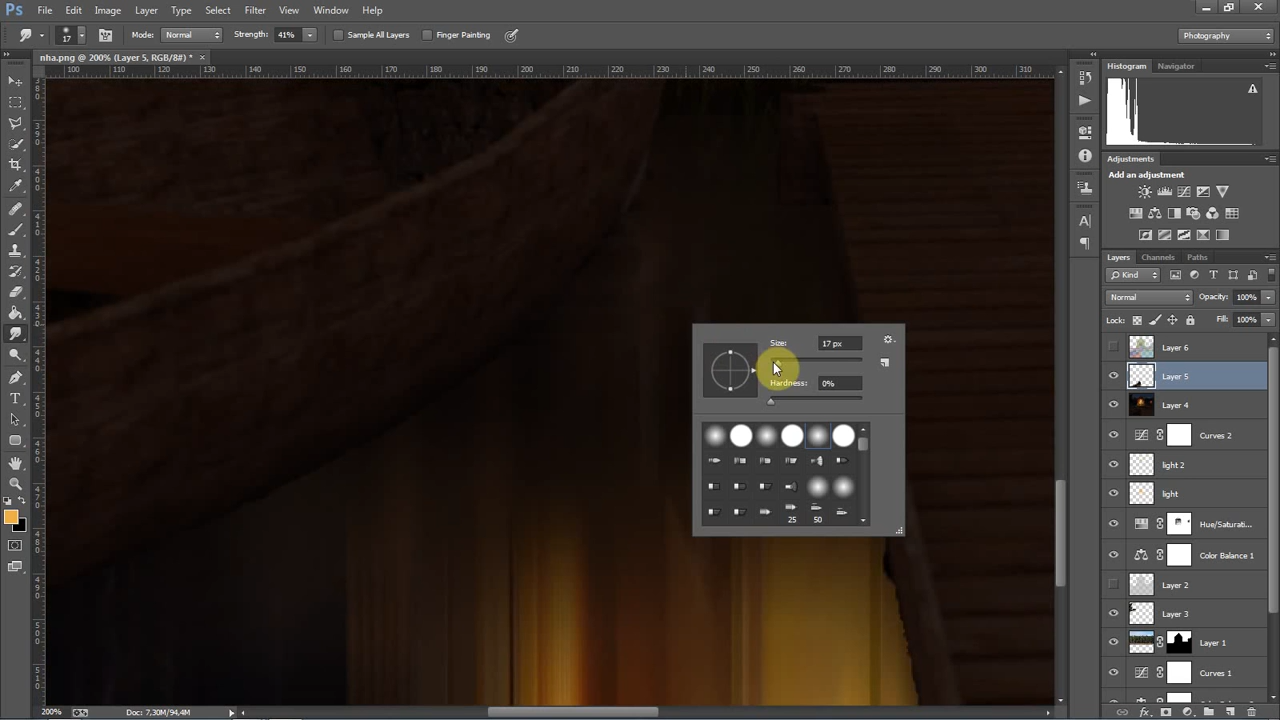 Ps File Edit Image Layer Type Select Filter View Window Help
17 Mode: Normal Strength: 41% Sample All Layers Finger Painting Photography
nha.png @ 200% (Layer 5, RGB/8#) * ×
100 110 120 130 140 150 160 170 180 190 200 210 220 230 240 250 260 270 280 290 300 310
Histogram Navigator
Adjustments
Add an adjustment
Layers Channels Paths
Kind
Normal Opacity: 100%
Lock: Fill: 100%
Layer 6
Layer 5
Layer 4
Curves 2
light 2
light
Hue/Saturati...
Color Balance 1
Layer 2
Layer 3
Layer 1
Curves 1
Size: 17 px
Hardness: 0%
25 50
200% Doc: 7,30M/94,4M